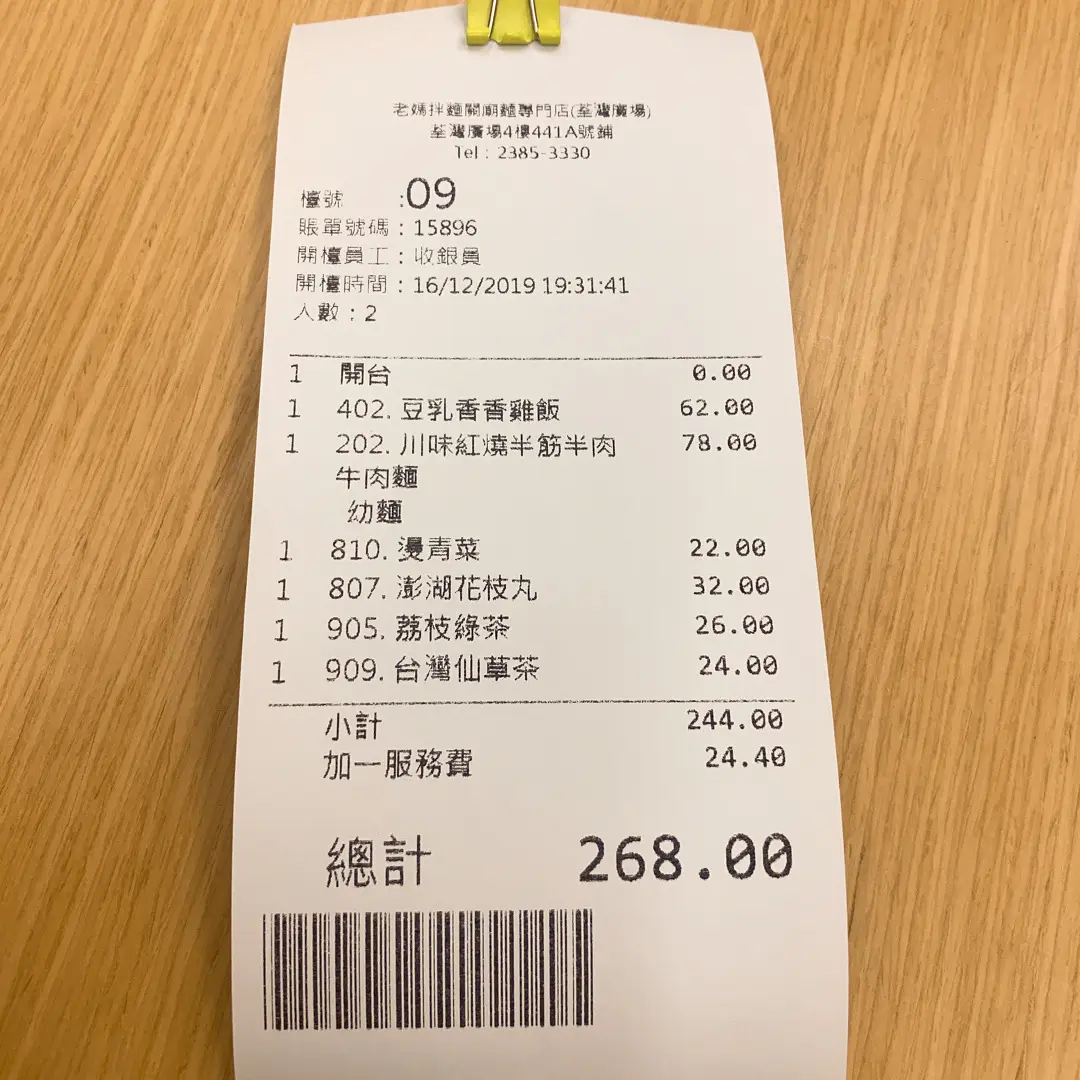 老媽拌麵關廟麵專門店(荃灣廣場)
荃灣廣場4樓441A號鋪
Tel : 2385-3330
檯號 :09
賬單號碼 : 15896
開檯員工 : 收銀員
開檯時間 : 16/12/2019 19:31:41
人數 : 2
1 開台 0.00
1 402. 豆乳香香雞飯 62.00
1 202. 川味紅燒半筋半肉 78.00
牛肉麵
幼麵
1 810. 燙青菜 22.00
1 807. 澎湖花枝丸 32.00
1 905. 荔枝綠茶 26.00
1 909. 台灣仙草茶 24.00
小計 244.00
加一服務費 24.40
總計 268.00